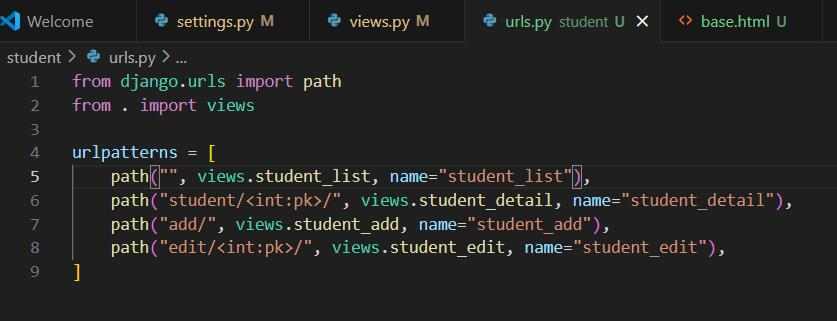 Welcome settings.py M views.py M urls.py student U × base.html U
student > urls.py > ...
1 from django.urls import path
2 from . import views
3
4 urlpatterns = [
5 path("", views.student_list, name="student_list"),
6 path("student/<int:pk>/", views.student_detail, name="student_detail"),
7 path("add/", views.student_add, name="student_add"),
8 path("edit/<int:pk>/", views.student_edit, name="student_edit"),
9 ]